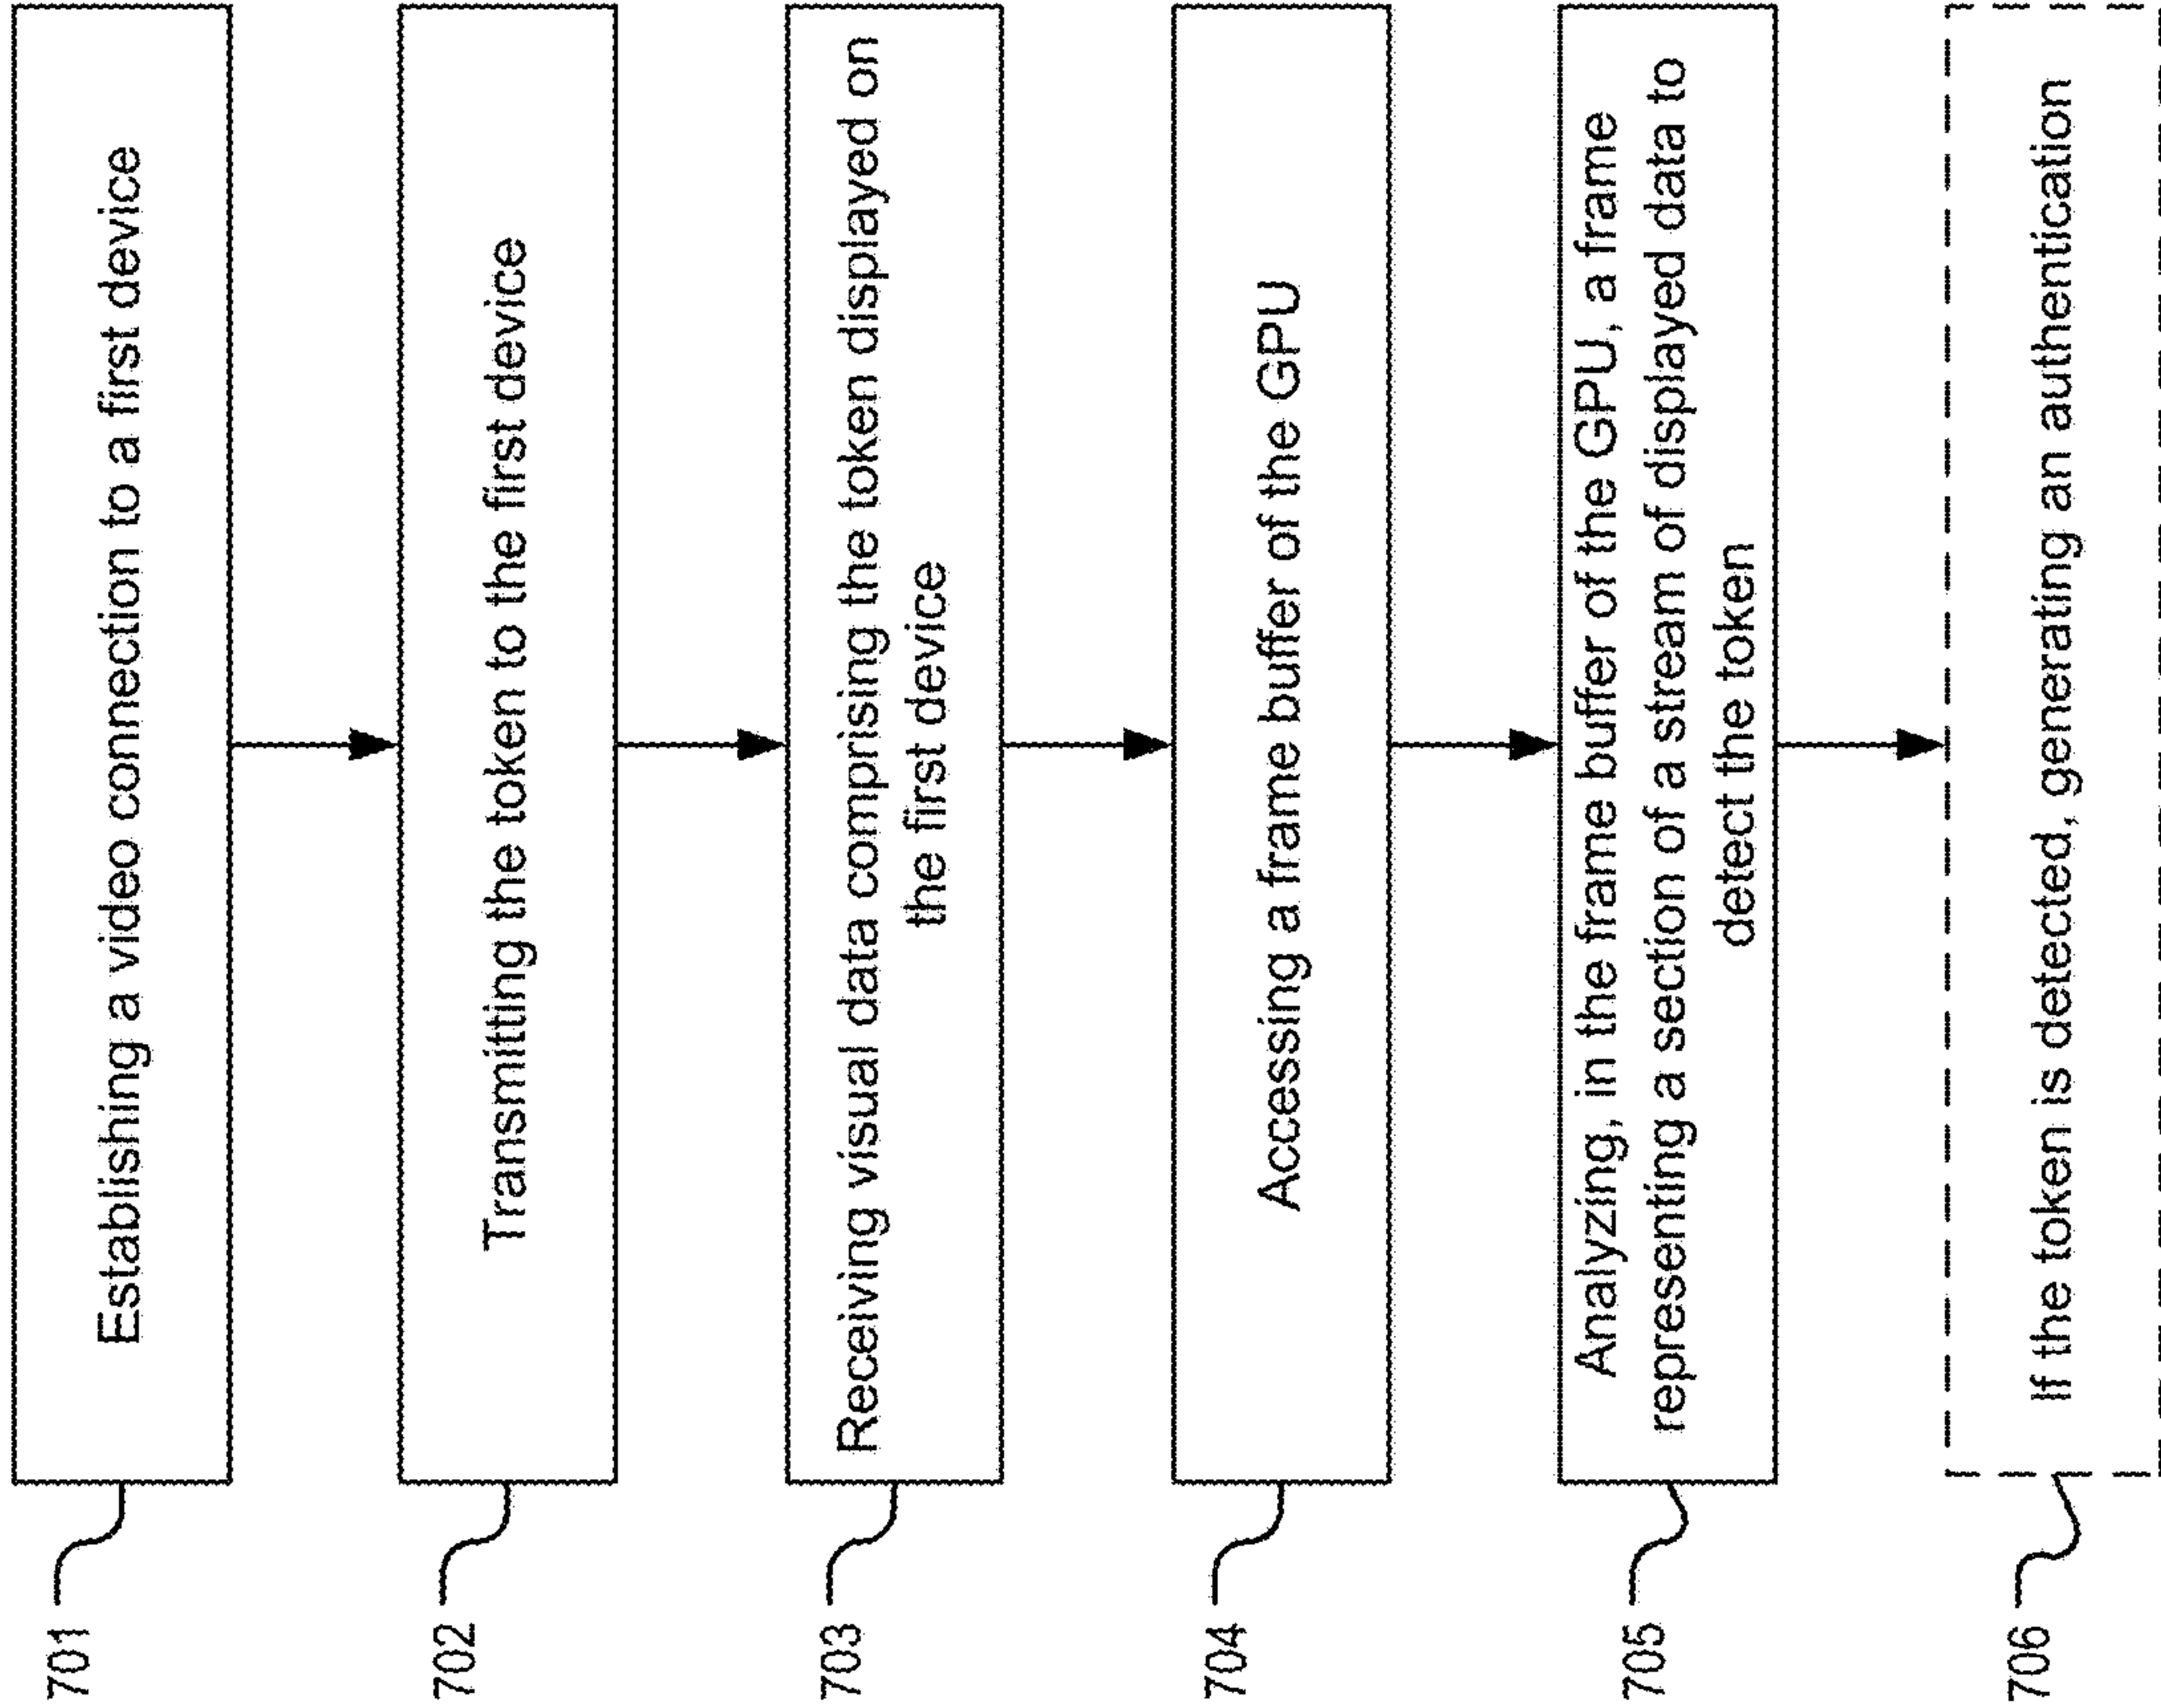 701
Establishing a video connection to a first device
702
Transmitting the token to the first device
703
Receiving visual data comprising the token displayed on
the first device
704
Accessing a frame buffer of the GPU
705
Analyzing, in the frame buffer of the GPU, a frame
representing a section of a stream of displayed data to
detect the token
706
If the token is detected, generating an authentication